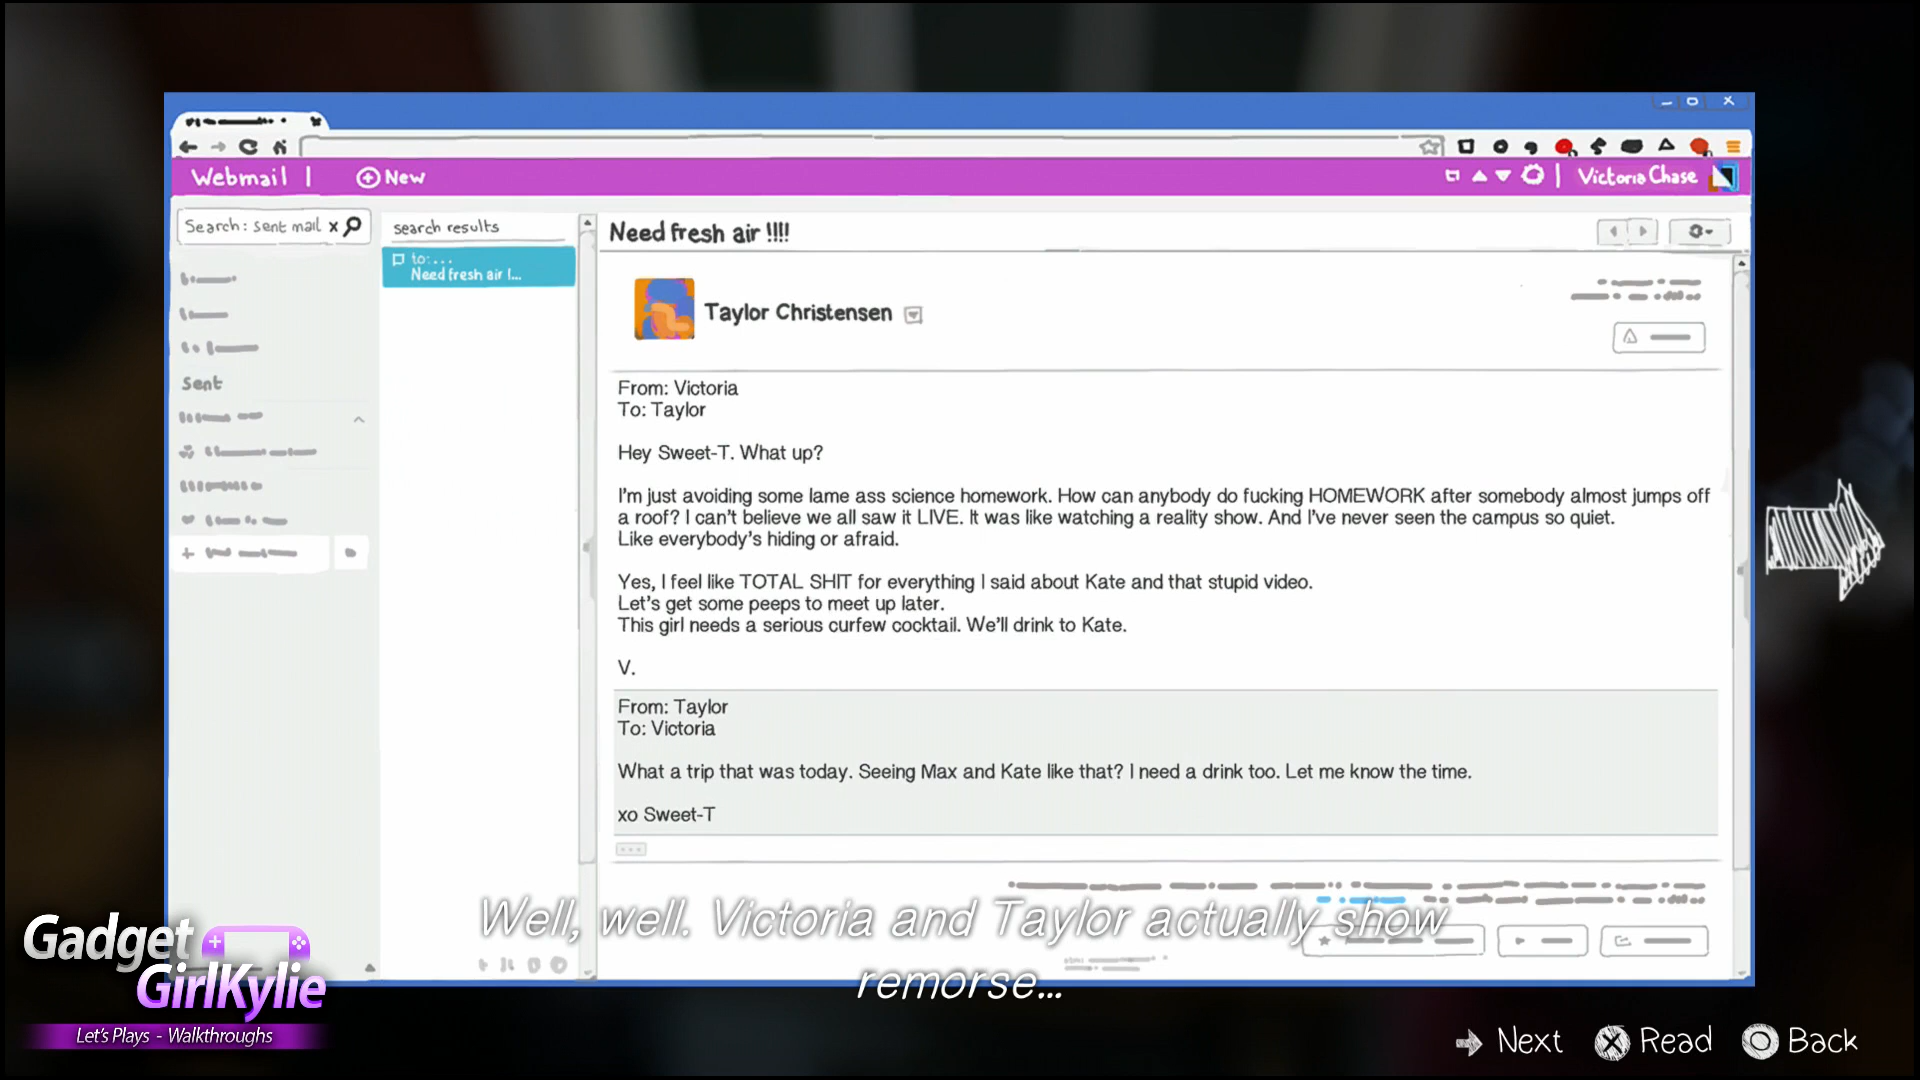 Webmail |
New
| Victoria Chase
Search: sent mail x
search results
Need fresh air !!!!
to:...
Need fresh air !...
Taylor Christensen
Sent
From: Victoria
To: Taylor
Hey Sweet-T. What up?
I'm just avoiding some lame ass science homework. How can anybody do fucking HOMEWORK after somebody almost jumps off
a roof? I can't believe we all saw it LIVE. It was like watching a reality show. And I've never seen the campus so quiet.
Like everybody's hiding or afraid.
Yes, I feel like TOTAL SHIT for everything I said about Kate and that stupid video.
Let's get some peeps to meet up later.
This girl needs a serious curfew cocktail. We'll drink to Kate.
V.
From: Taylor
To: Victoria
What a trip that was today. Seeing Max and Kate like that? I need a drink too. Let me know the time.
xo Sweet-T
Well, well. Victoria and Taylor actually show
remorse...
Gadget
GirlKylie
Let's Plays - Walkthroughs
Next
Read
Back